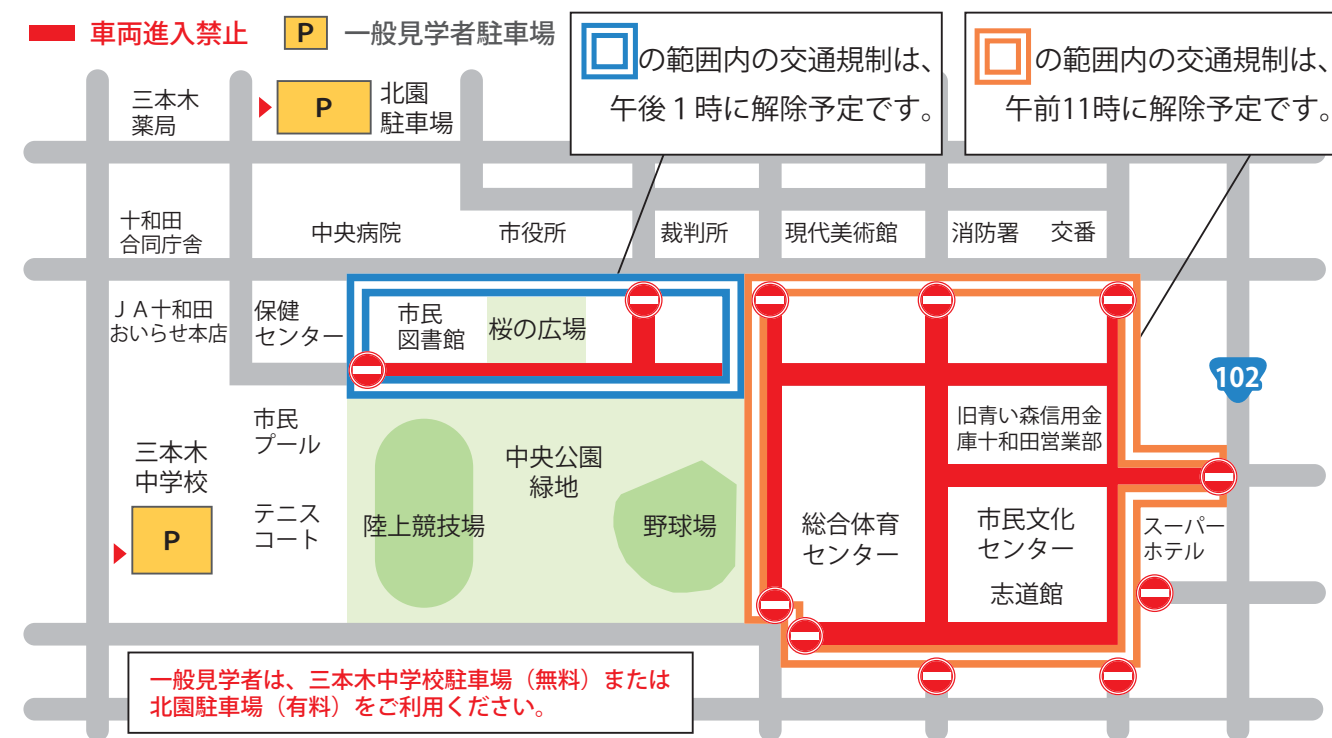 車両進入禁止
P
一般見学者駐車場
の範囲内の交通規制は、
午後1時に解除予定です。
の範囲内の交通規制は、
午前11時に解除予定です。
三本木
薬局
P
北園
駐車場
十和田
合同庁舎
中央病院
市役所
裁判所
現代美術館
消防署
交番
JA十和田
おいらせ本店
保健
センター
市民
図書館
桜の広場
102
市民
プール
三本木
中学校
P
テニス
コート
中央公園
緑地
陸上競技場
野球場
旧青い森信用金
庫十和田営業部
総合体育
センター
市民文化
センター
志道館
スーパー
ホテル
一般見学者は、三本木中学校駐車場（無料）または
北園駐車場（有料）をご利用ください。